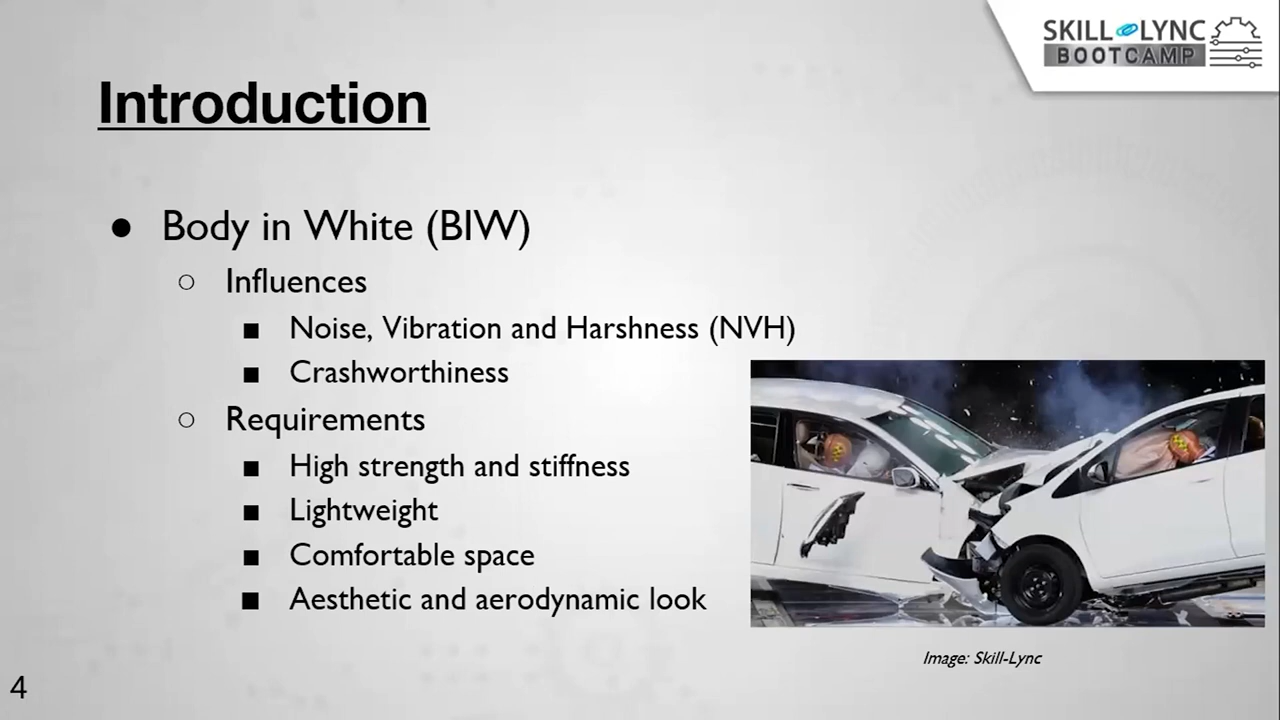 SKILL LYNC
BOOTCAMP
Introduction
● Body in White (BIW)
○ Influences
■ Noise, Vibration and Harshness (NVH)
■ Crashworthiness
○ Requirements
■ High strength and stiffness
■ Lightweight
■ Comfortable space
■ Aesthetic and aerodynamic look
Image: Skill-Lync
4